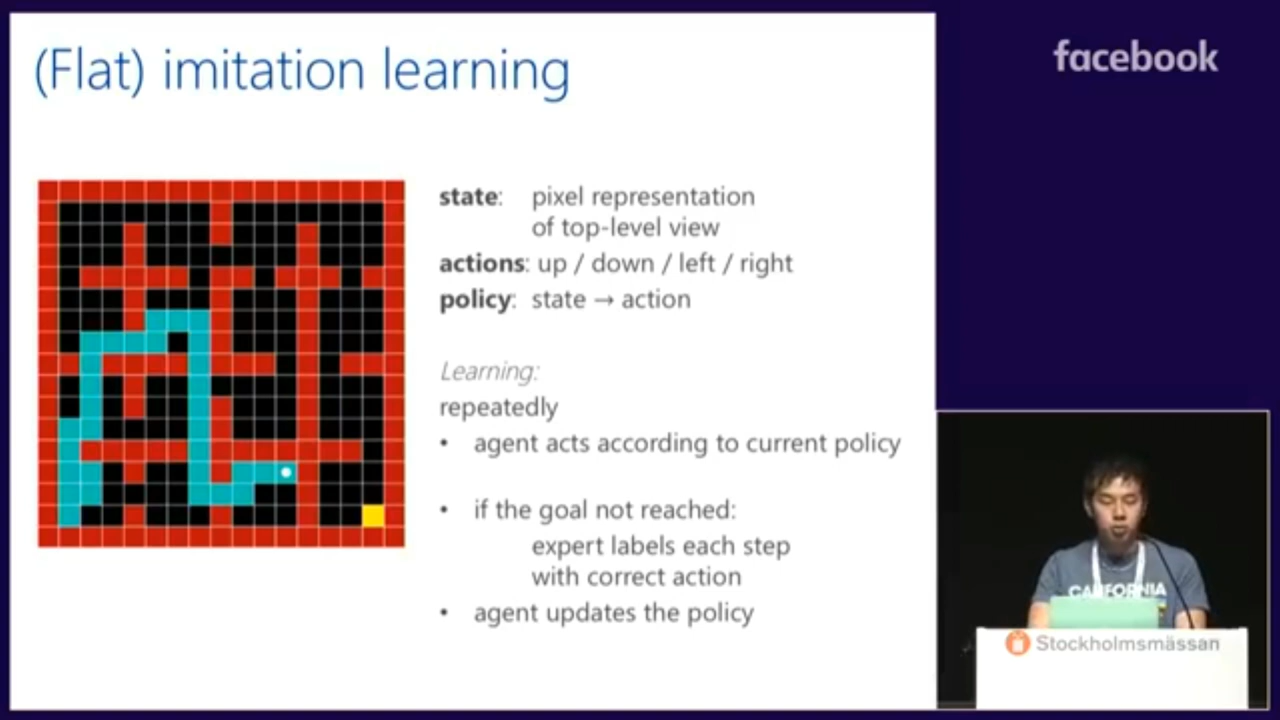 (Flat) imitation learning
facebook
state: pixel representation
of top-level view
actions: up / down / left / right
policy: state → action
Learning:
repeatedly
• agent acts according to current policy
• if the goal not reached:
expert labels each step
with correct action
• agent updates the policy
CALIFORNIA
Stockholmsmässan